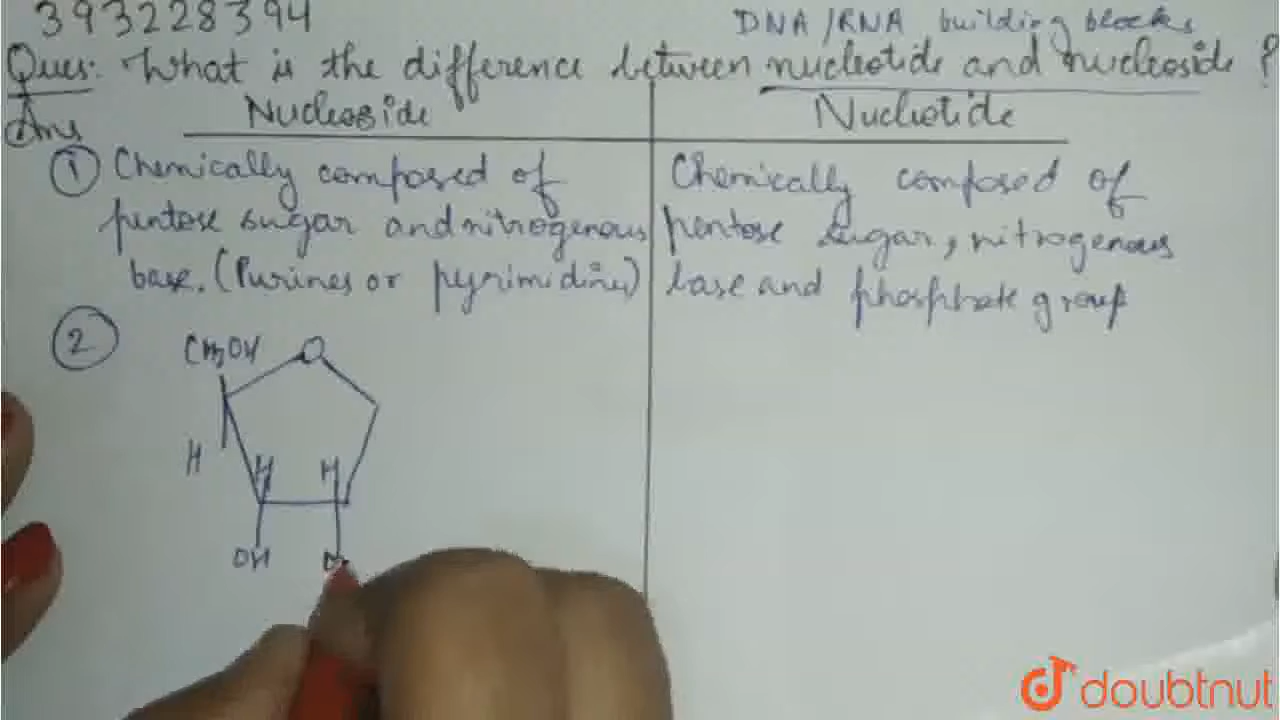 393228394
DNA/RNA building blocks
Ques: What is the difference between nucleotide and nucleoside ?
Ans
Nucleoside
Nucleotide
1 Chemically composed of
pentose sugar and nitrogenous
base. (Purines or pyrimidines)
Chemically composed of
pentose sugar, nitrogenous
base and phosphate group
2
CH2OH
O
H
H
H
OH
O
doubtnut